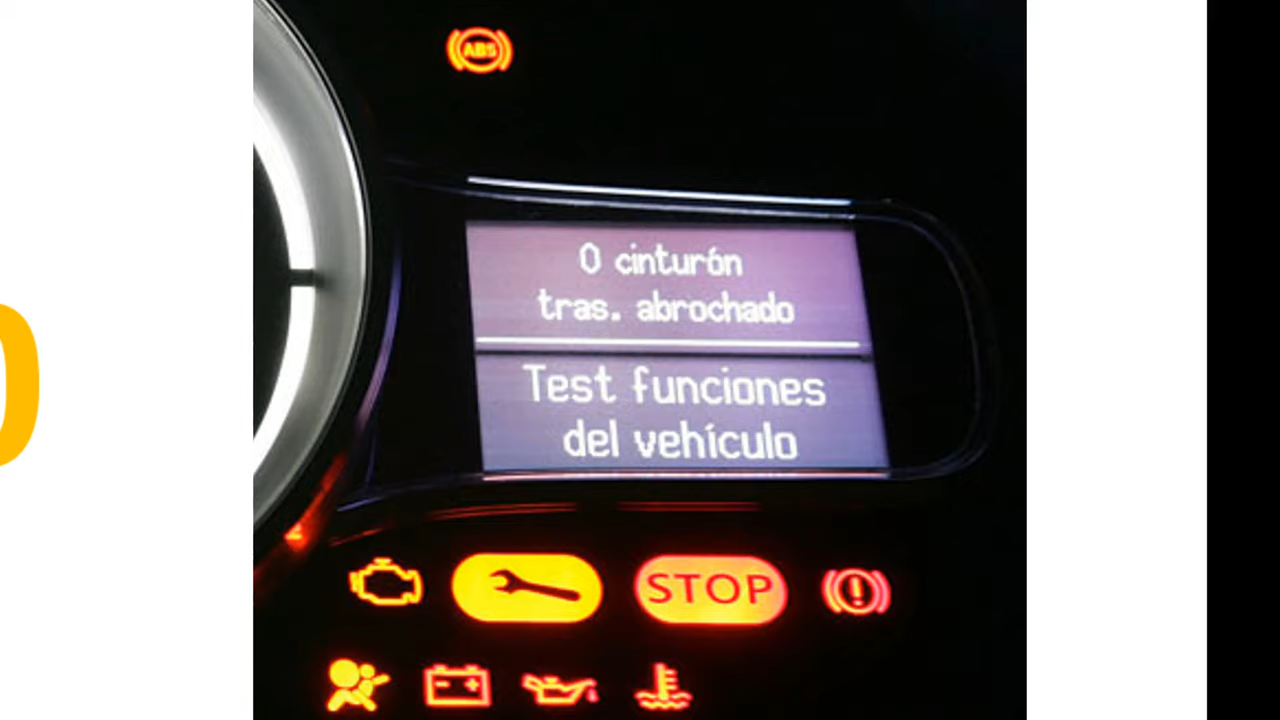 ABS
0 cinturón
tras. abrochado
Test funciones
del vehículo
STOP